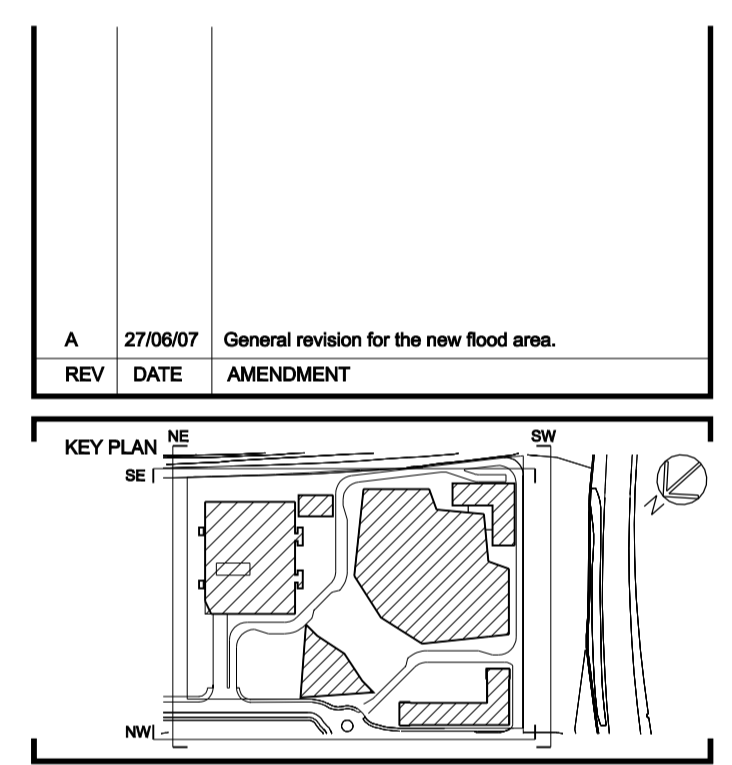 A 27/06/07 General revision for the new flood area.
REV DATE AMENDMENT
KEY PLAN NE SW
SE
N
NW